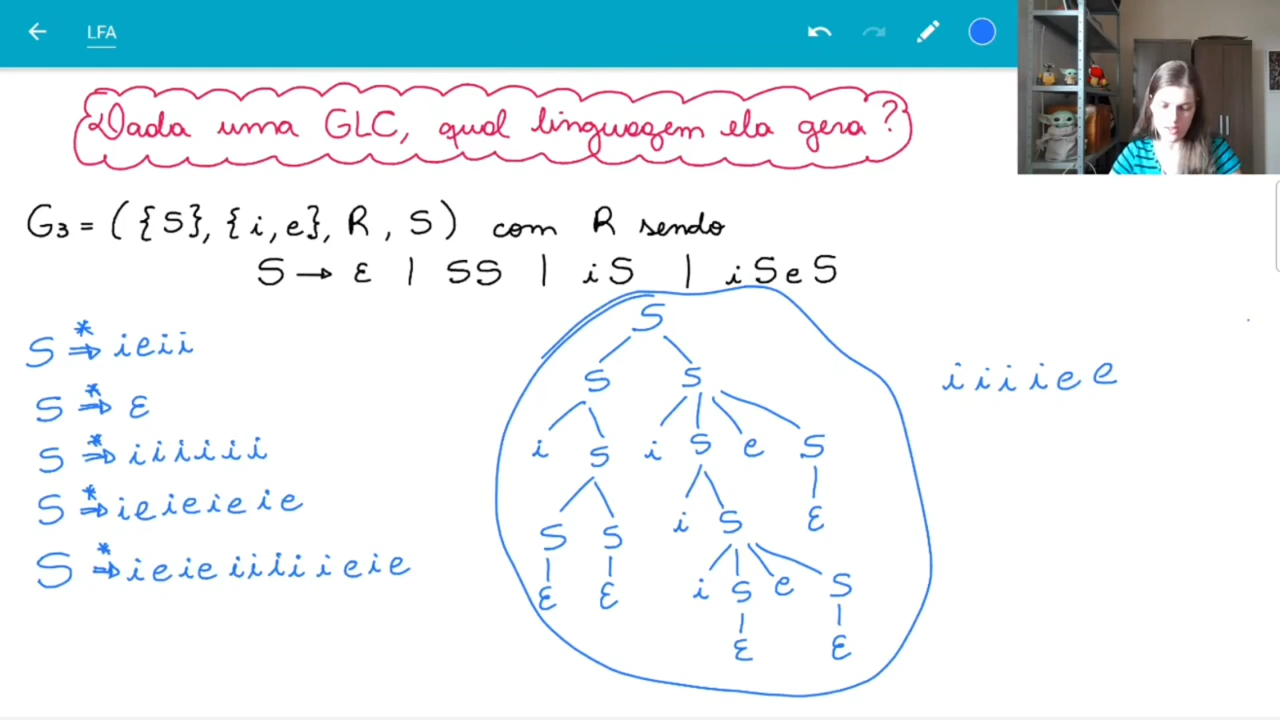 LFA
Dada uma GLC, qual linguagem ela gera?
G₃ = ({S}, {i, e}, R, S) com R sendo
S → ε | SS | iS | iSeS
S ⇒* ieii
S ⇒* ε
S ⇒* iiiiii
S ⇒* ieieieie
S ⇒* ieieiiiiieie
S
S S
i S i S e S
S S i S ε
ε ε i S e S
ε ε
iiiiee